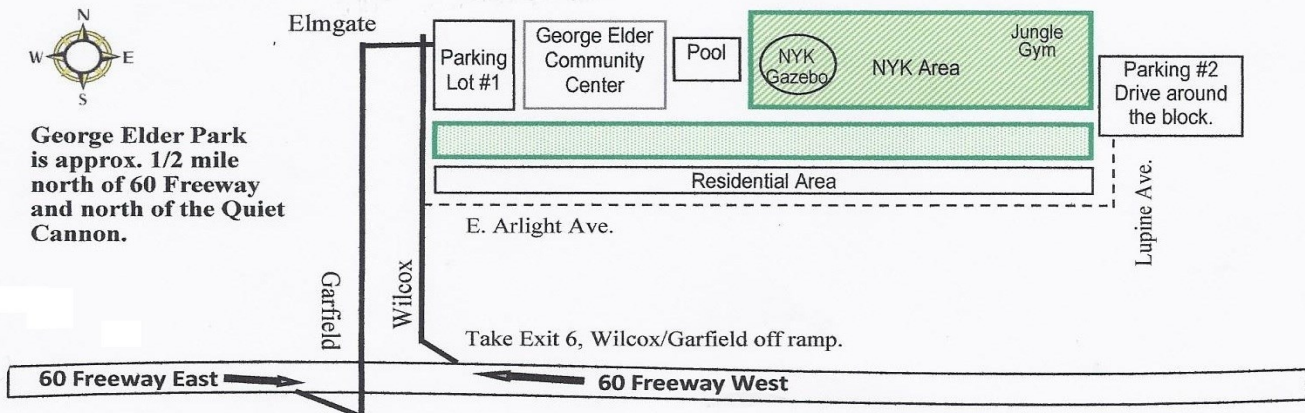 N
W
E
S
Elmgate
Parking
Lot #1
George Elder
Community
Center
Pool
NYK
Gazebo
NYK Area
Jungle
Gym
Parking #2
Drive around
the block.
George Elder Park
is approx. 1/2 mile
north of 60 Freeway
and north of the Quiet
Cannon.
Residential Area
E. Arlight Ave.
Lupine Ave.
Garfield
Wilcox
Take Exit 6, Wilcox/Garfield off ramp.
60 Freeway East
60 Freeway West